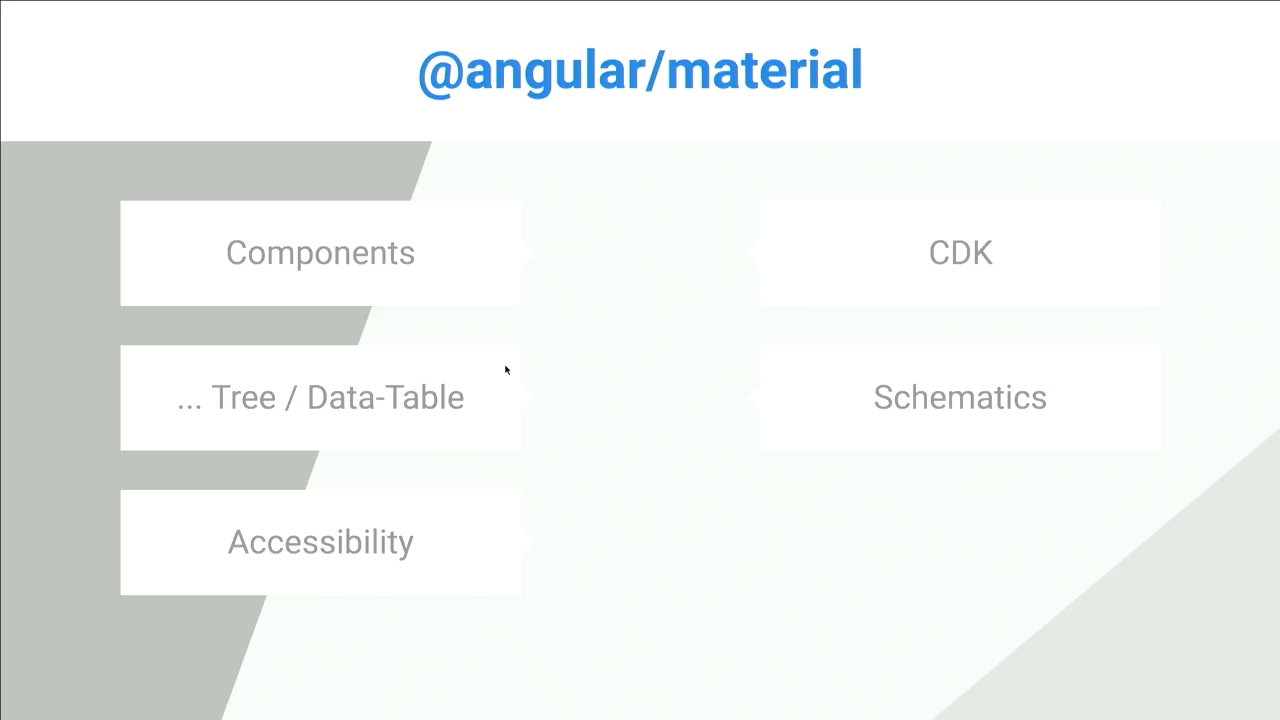 @angular/material
Components
CDK
... Tree / Data-Table
Schematics
Accessibility